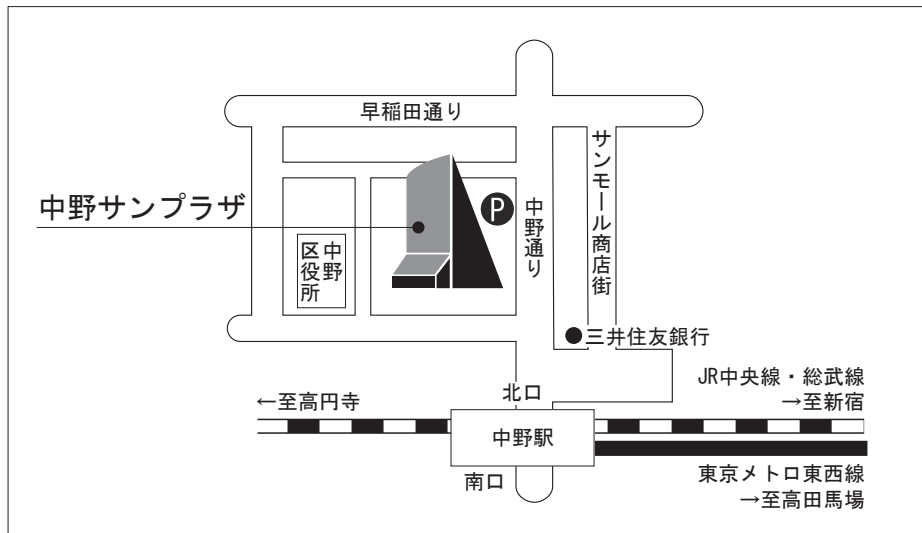 早稲田通り
サンモール商店街
中野サンプラザ
P
中野通り
中野
区役所
三井住友銀行
JR中央線・総武線
→至新宿
北口
←至高円寺
中野駅
南口
東京メトロ東西線
→至高田馬場